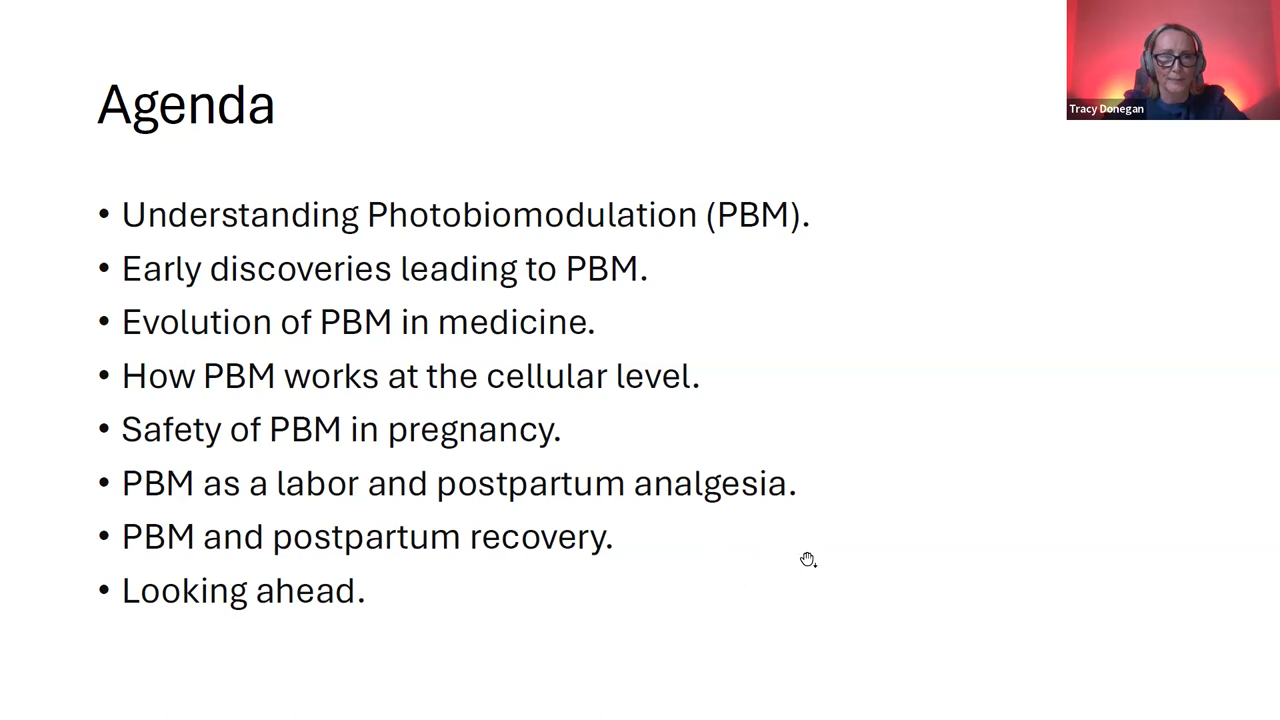 Agenda
• Understanding Photobiomodulation (PBM).
• Early discoveries leading to PBM.
• Evolution of PBM in medicine.
• How PBM works at the cellular level.
• Safety of PBM in pregnancy.
• PBM as a labor and postpartum analgesia.
• PBM and postpartum recovery.
• Looking ahead.
Tracy Donegan